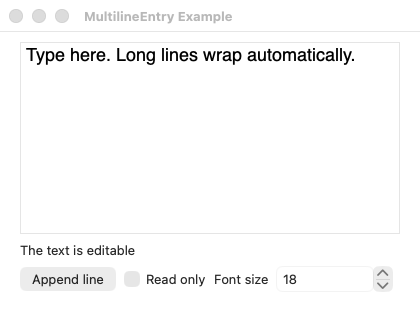 MultilineEntry Example
Type here. Long lines wrap automatically.
The text is editable
Append line Read only Font size 18